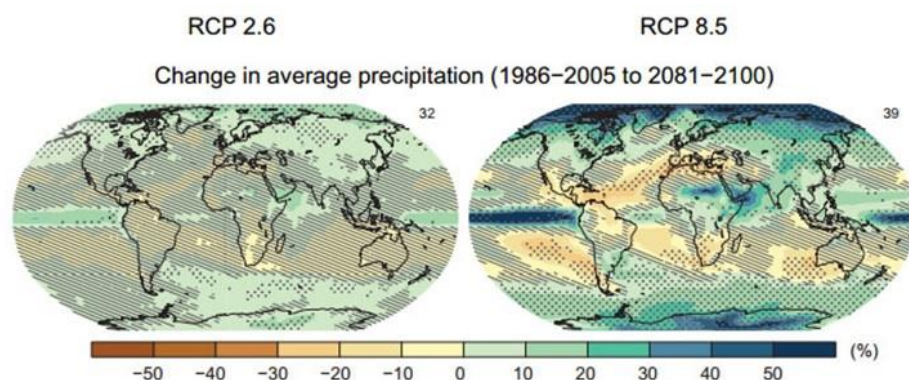 RCP 2.6 RCP 8.5
Change in average precipitation (1986−2005 to 2081−2100)
32 39
(%)
−50 −40 −30 −20 −10 0 10 20 30 40 50